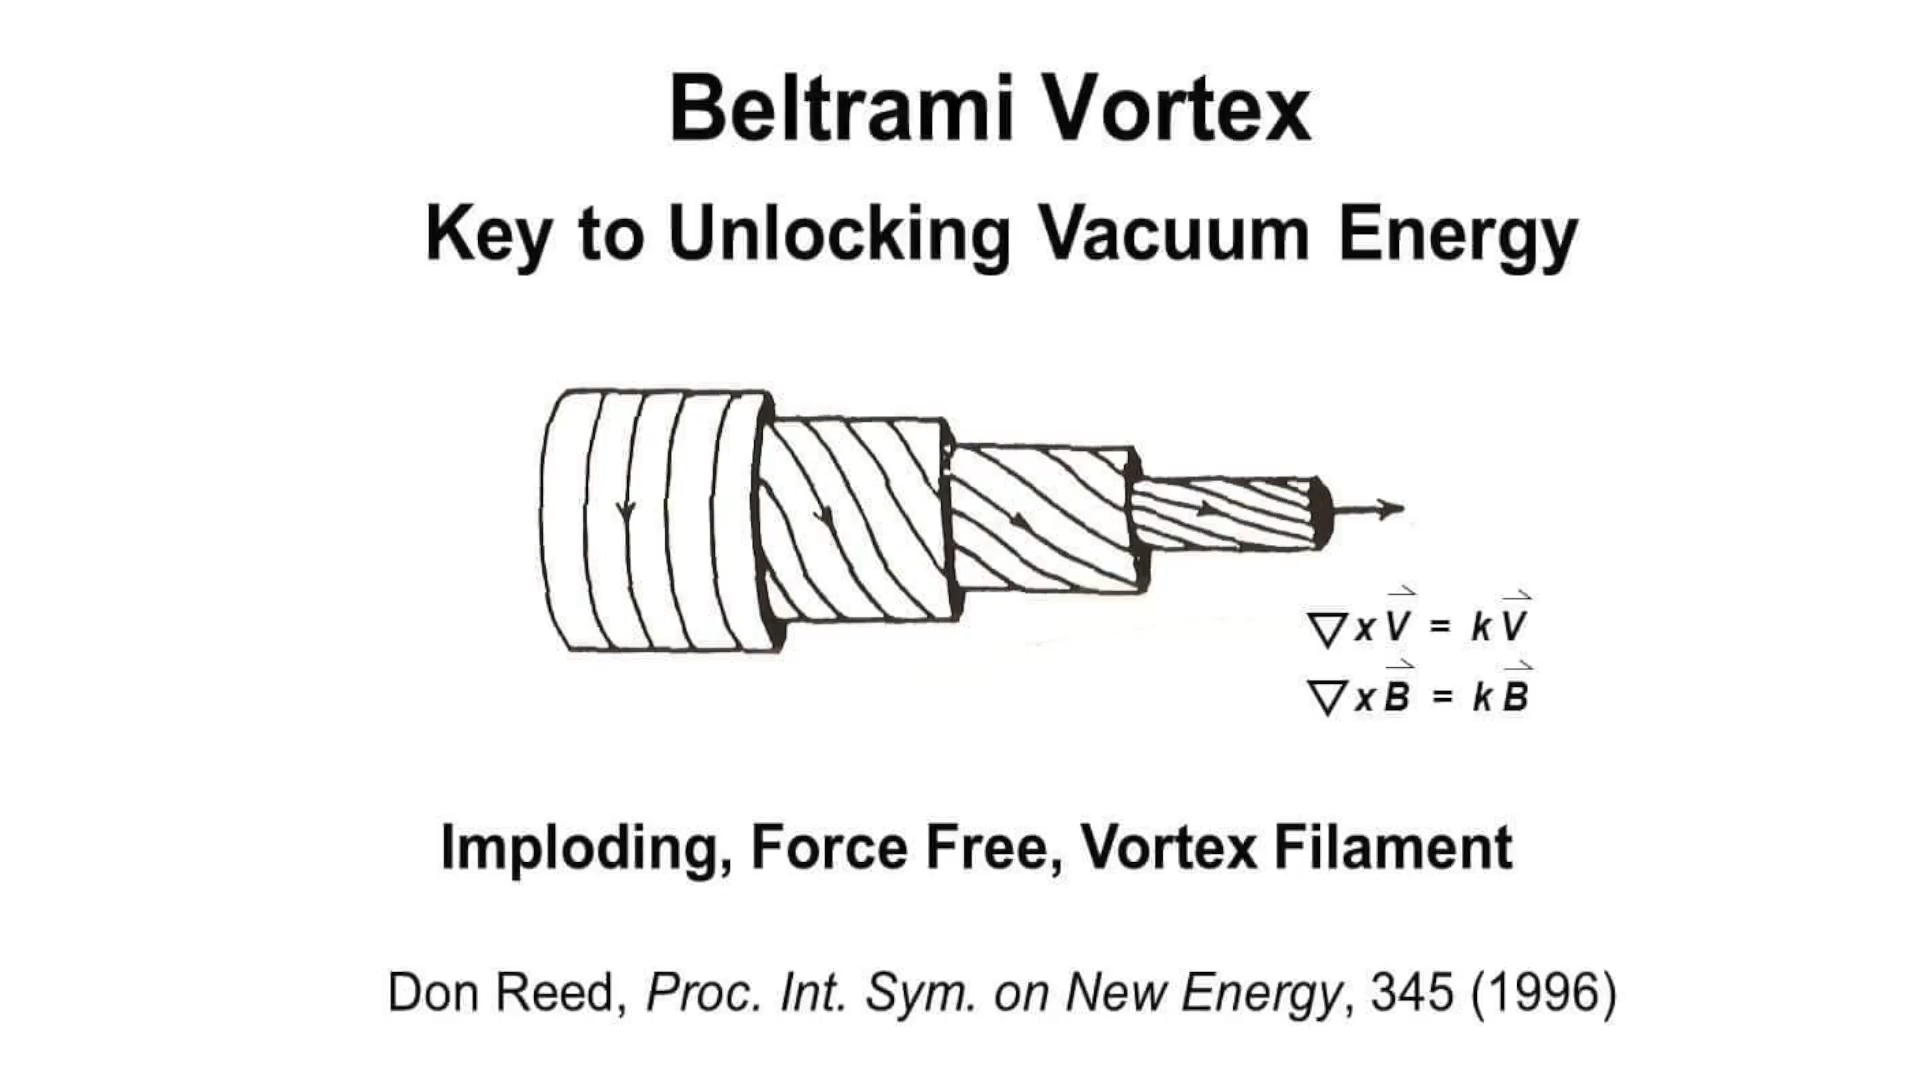 Beltrami Vortex
Key to Unlocking Vacuum Energy
▽ x V⃗ = k V⃗
▽ x B⃗ = k B⃗
Imploding, Force Free, Vortex Filament
Don Reed, Proc. Int. Sym. on New Energy, 345 (1996)